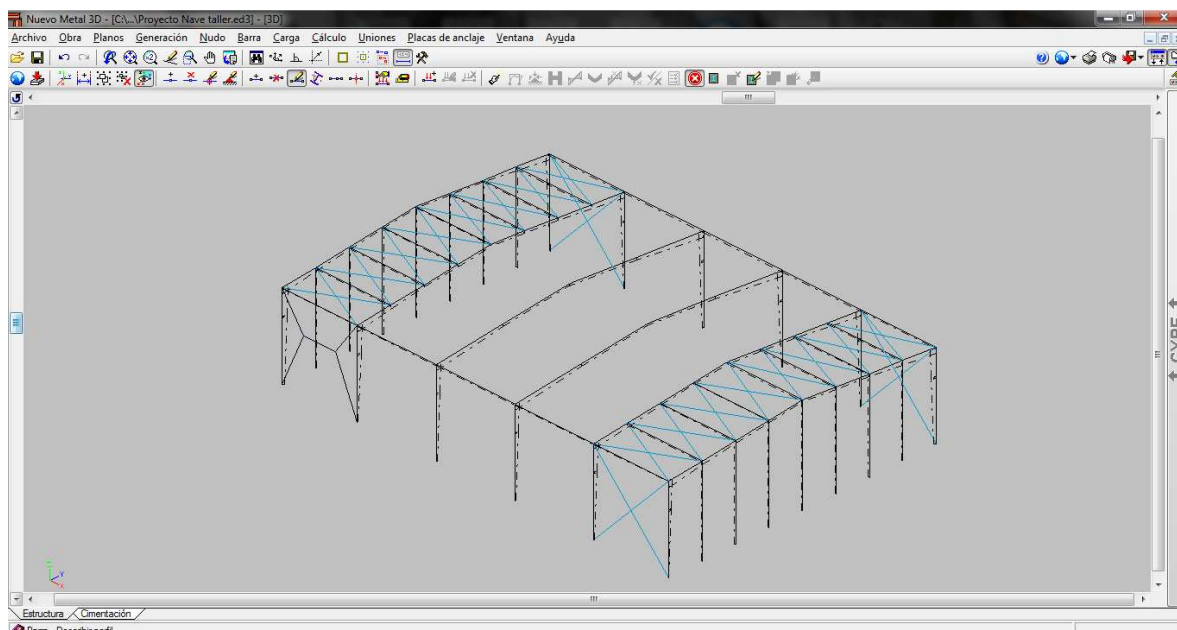 Nuevo Metal 3D - [C:\...\Proyecto Nave taller.ed3] - [3D]
Archivo Obra Planos Generación Nudo Barra Carga Cálculo Uniones Placas de anclaje Ventana Ayuda
CYPE
Estructura Cimentación